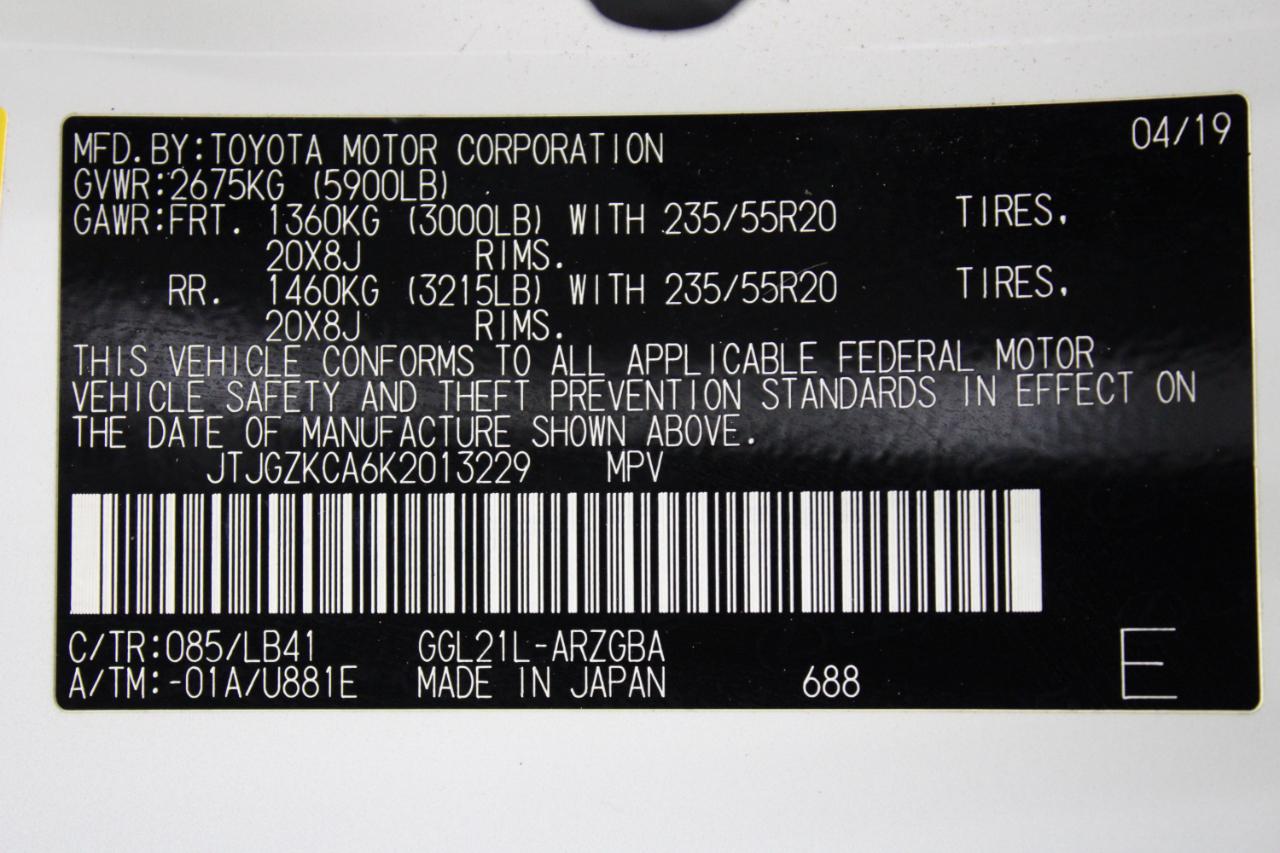 04/19
MFD.BY:TOYOTA MOTOR CORPORATION
GVWR:2675KG (5900LB)
GAWR:FRT. 1360KG (3000LB) WITH 235/55R20 TIRES,
20X8J RIMS.
RR. 1460KG (3215LB) WITH 235/55R20 TIRES,
20X8J RIMS.
THIS VEHICLE CONFORMS TO ALL APPLICABLE FEDERAL MOTOR
VEHICLE SAFETY AND THEFT PREVENTION STANDARDS IN EFFECT ON
THE DATE OF MANUFACTURE SHOWN ABOVE.
JTJGZKCA6K2013229 MPV
C/TR:085/LB41 GGL21L-ARZGBA
A/TM:-01A/U881E MADE IN JAPAN 688 E